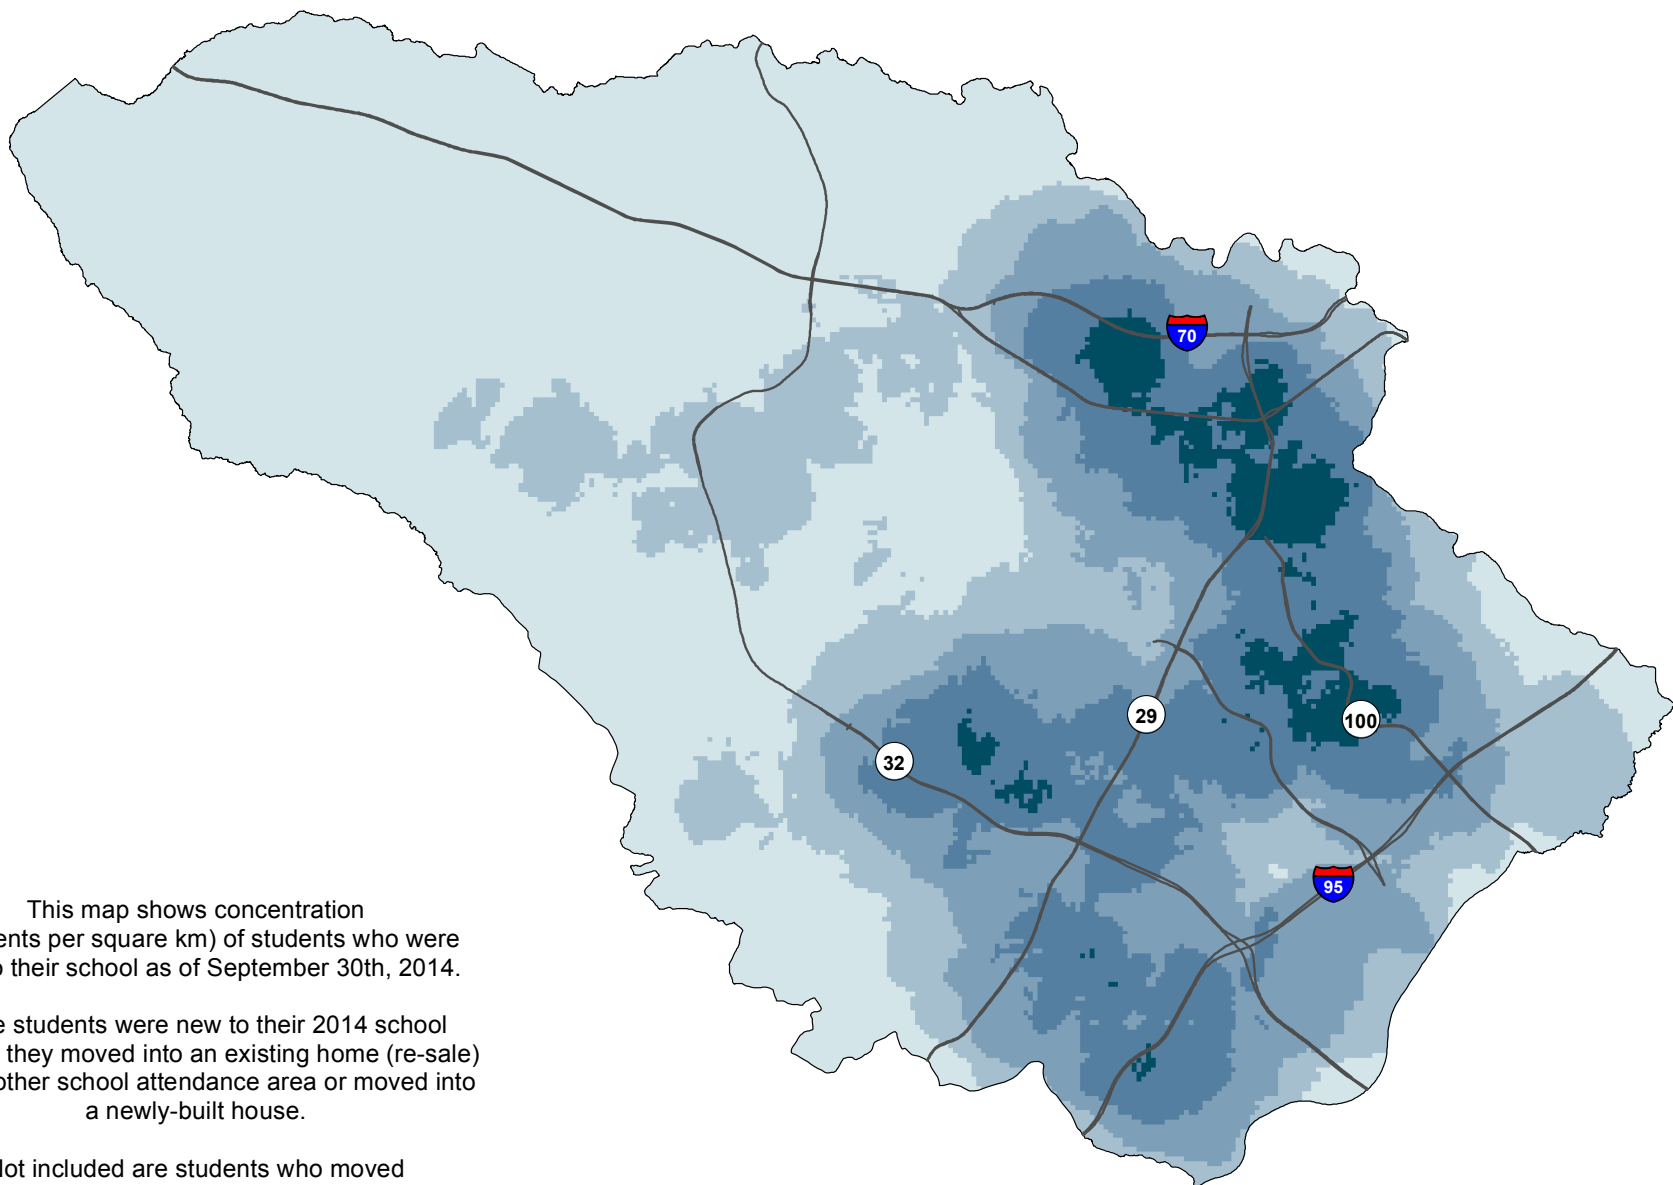 70
29
100
32
95
This map shows concentration
ents per square km) of students who were
their school as of September 30th, 2014.
students were new to their 2014 school
they moved into an existing home (re-sale)
other school attendance area or moved into
a newly-built house.
ot included are students who moved